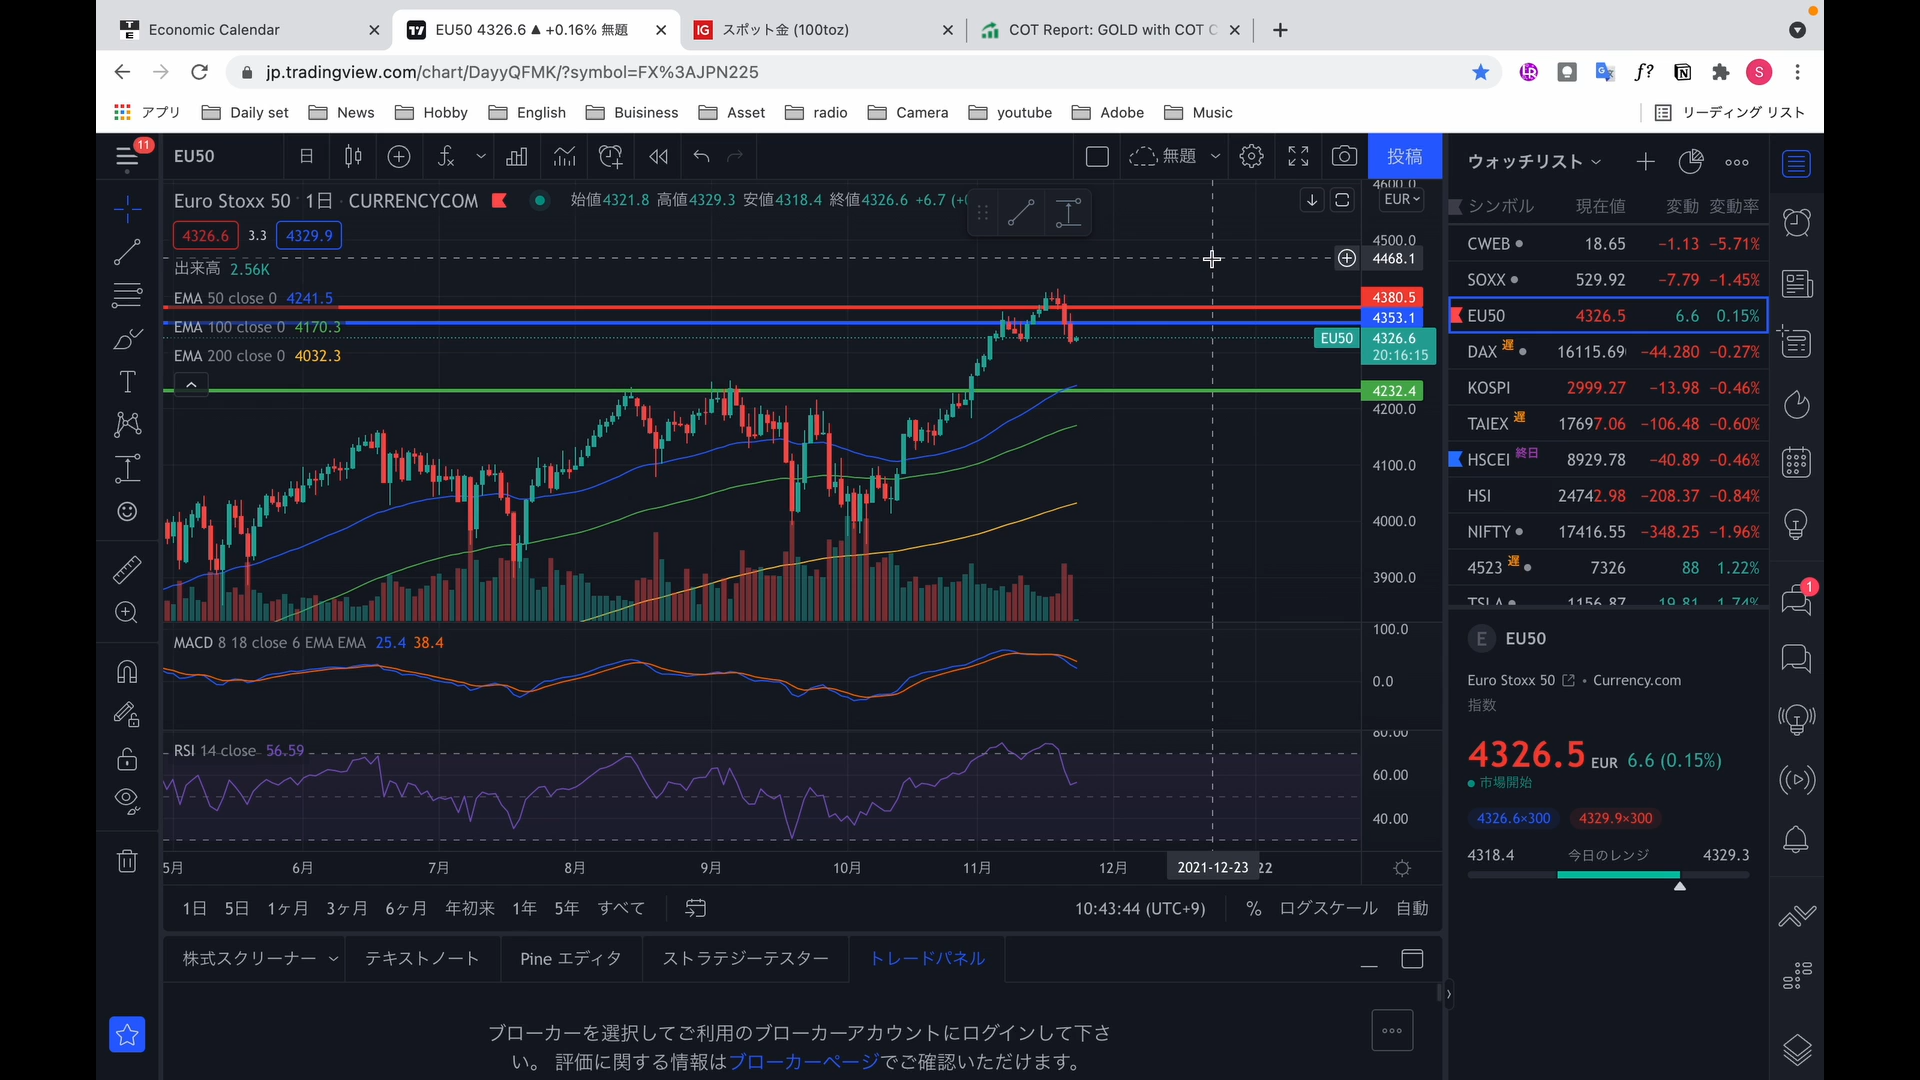 Economic Calendar
EU50 4326.6 ▲ +0.16% 無題
スポット金 (100toz)
COT Report: GOLD with COT C
jp.tradingview.com/chart/DayyQFMK/?symbol=FX%3AJPN225
アプリ Daily set News Hobby English Buisiness Asset radio Camera youtube Adobe Music リーディング リスト
11
EU50 日 無題 投稿
Euro Stoxx 50 · 1日 · CURRENCYCOM 始値4321.8 高値4329.3 安値4318.4 終値4326.6 +6.7
EUR
4326.6 3.3 4329.9
出来高 2.56K
EMA 50 close 0 4241.5
EMA 100 close 0 4170.3
EMA 200 close 0 4032.3
4600.0
4500.0
4468.1
4380.5
4353.1
EU50 4326.6
20:16:15
4232.4
4200.0
4100.0
4000.0
3900.0
MACD 8 18 close 6 EMA EMA 25.4 38.4
100.0
0.0
RSI 14 close 56.59
80.00
60.00
40.00
5月 6月 7月 8月 9月 10月 11月 12月 2021-12-23 22
1日 5日 1ヶ月 3ヶ月 6ヶ月 年初来 1年 5年 すべて 10:43:44 (UTC+9) % ログスケール 自動
株式スクリーナー テキストノート Pine エディタ ストラテジーテスター トレードパネル
ブローカーを選択してご利用のブローカーアカウントにログインして下さ
い。 評価に関する情報はブローカーページでご確認いただけます。
ウォッチリスト
シンボル 現在値 変動 変動率
CWEB 18.65 −1.13 −5.71%
SOXX 529.92 −7.79 −1.45%
EU50 4326.5 6.6 0.15%
DAX 遅 16115.69 −44.280 −0.27%
KOSPI 2999.27 −13.98 −0.46%
TAIEX 遅 17697.06 −106.48 −0.60%
HSCEI 終日 8929.78 −40.89 −0.46%
HSI 24742.98 −208.37 −0.84%
NIFTY 17416.55 −348.25 −1.96%
4523 遅 7326 88 1.22%
TSLA 1156.87 19.81 1.74%
E EU50
Euro Stoxx 50 • Currency.com
指数
4326.5 EUR 6.6 (0.15%)
市場開始
4326.6×300 4329.9×300
4318.4 今日のレンジ 4329.3
1